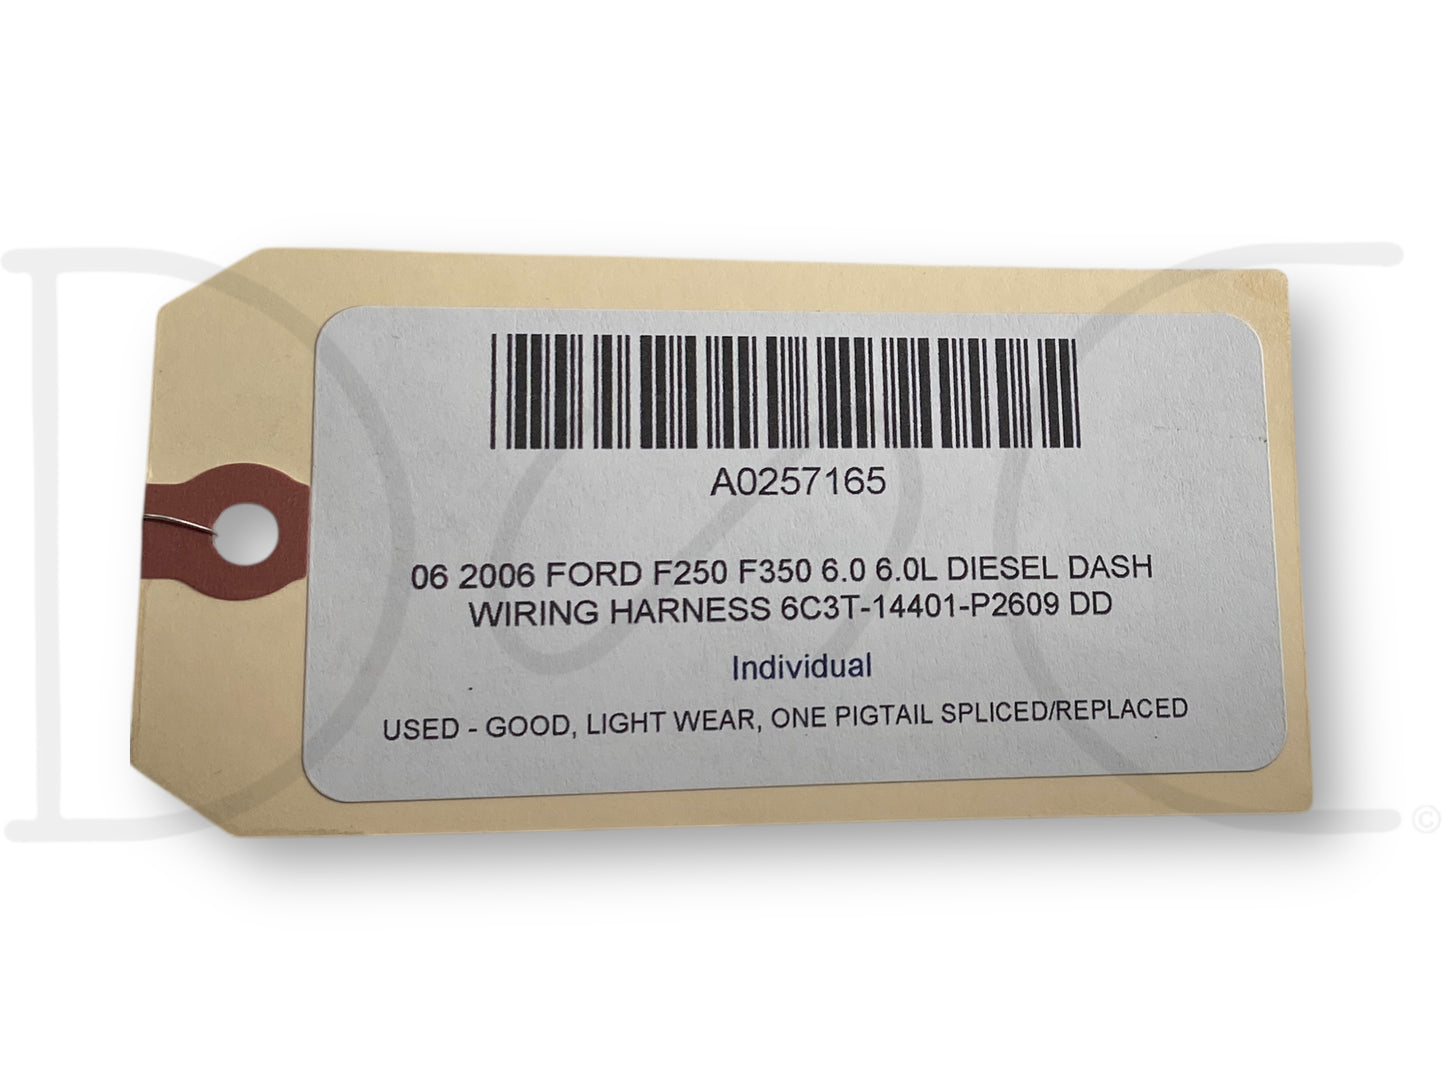 A0257165
06 2006 FORD F250 F350 6.0 6.0L DIESEL DASH
WIRING HARNESS 6C3T-14401-P2609 DD
Individual
USED - GOOD, LIGHT WEAR, ONE PIGTAIL SPLICED/REPLACED
©